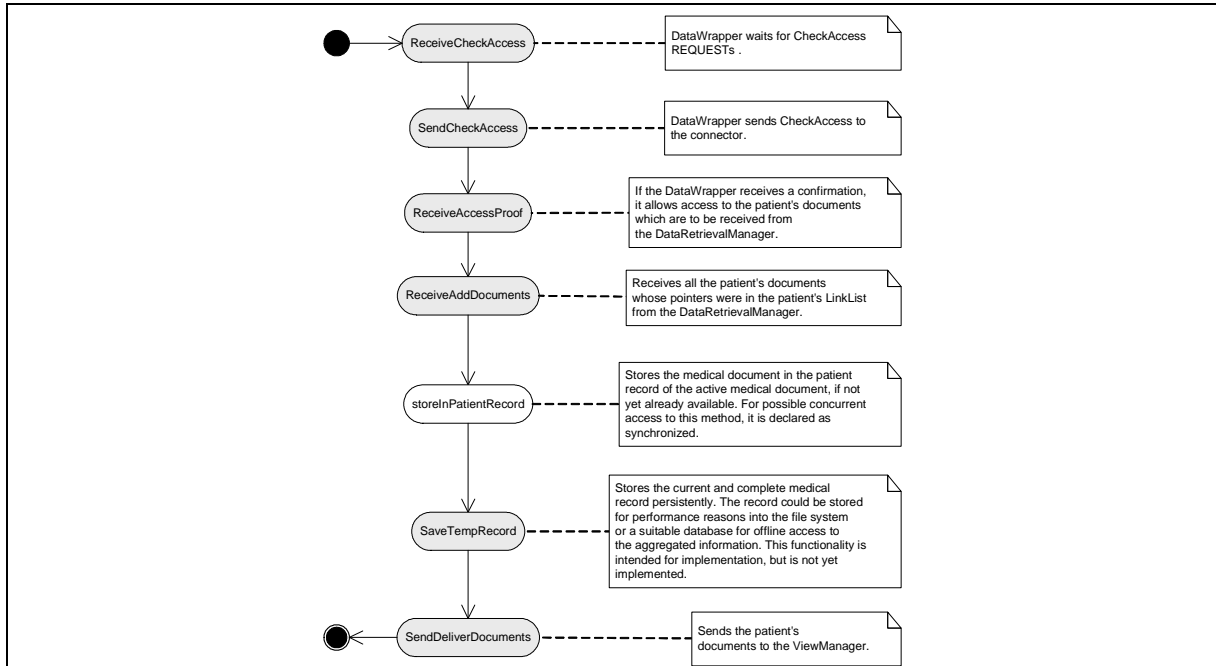 ReceiveCheckAccess
DataWrapper waits for CheckAccess
REQUESTs .
SendCheckAccess
DataWrapper sends CheckAccess to
the connector.
ReceiveAccessProof
If the DataWrapper receives a confirmation,
it allows access to the patient's documents
which are to be received from
the DataRetrievalManager.
ReceiveAddDocuments
Receives all the patient's documents
whose pointers were in the patient's LinkList
from the DataRetrievalManager.
storeInPatientRecord
Stores the medical document in the patient
record of the active medical document, if not
yet already available. For possible concurrent
access to this method, it is declared as
synchronized.
SaveTempRecord
Stores the current and complete medical
record persistently. The record could be stored
for performance reasons into the file system
or a suitable database for offline access to
the aggregated information. This functionality is
intended for implementation, but is not yet
implemented.
SendDeliverDocuments
Sends the patient's
documents to the ViewManager.